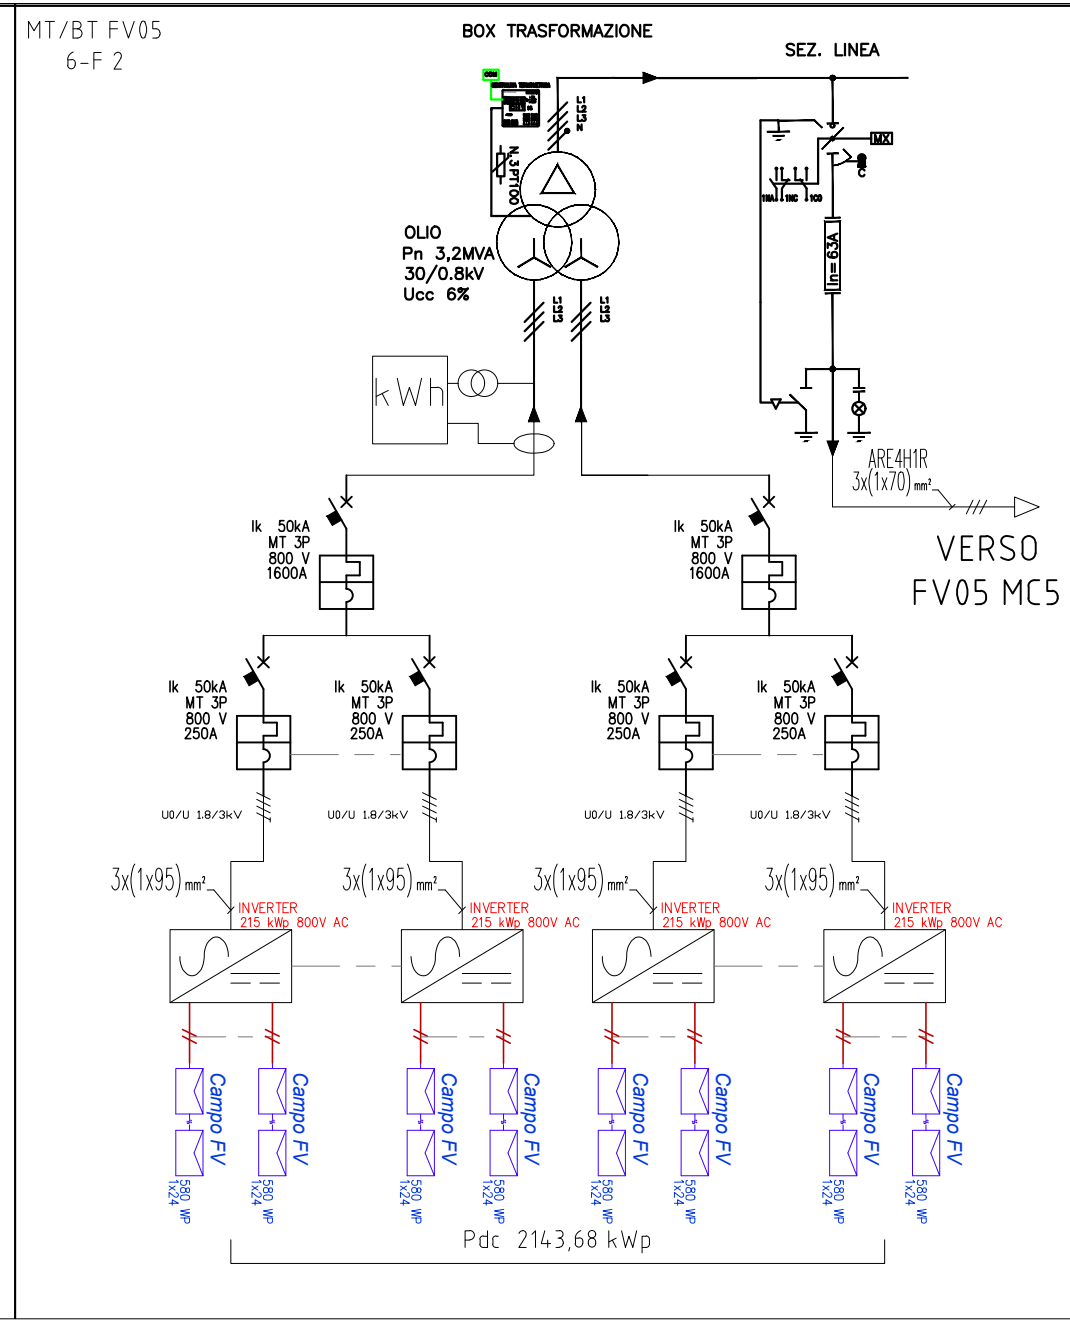 MT/BT FV05
6-F 2
BOX TRASFORMAZIONE
SEZ. LINEA
COM
L1
L2
L3
N
N.3PT100
MX
1NA
1NC
1CO
In= 63A
OLIO
Pn 3,2MVA
30/0.8kV
Ucc 6%
L1
L2
L3
L1
L2
L3
kWh
ARE4H1R
3x(1x70) mm²
VERSO
FV05 MC5
Ik 50kA
MT 3P
800 V
1600A
Ik 50kA
MT 3P
800 V
1600A
Ik 50kA
MT 3P
800 V
250A
Ik 50kA
MT 3P
800 V
250A
Ik 50kA
MT 3P
800 V
250A
Ik 50kA
MT 3P
800 V
250A
U0/U 1.8/3kV
U0/U 1.8/3kV
U0/U 1.8/3kV
U0/U 1.8/3kV
3x(1x95) mm²
3x(1x95) mm²
3x(1x95) mm²
3x(1x95) mm²
INVERTER
215 kWp 800V AC
INVERTER
215 kWp 800V AC
INVERTER
215 kWp 800V AC
INVERTER
215 kWp 800V AC
Campo FV
Campo FV
Campo FV
Campo FV
Campo FV
Campo FV
Campo FV
Campo FV
580 WP
1x24
580 WP
1x24
580 WP
1x24
580 WP
1x24
580 WP
1x24
580 WP
1x24
580 WP
1x24
580 WP
1x24
Pdc 2143,68 kWp